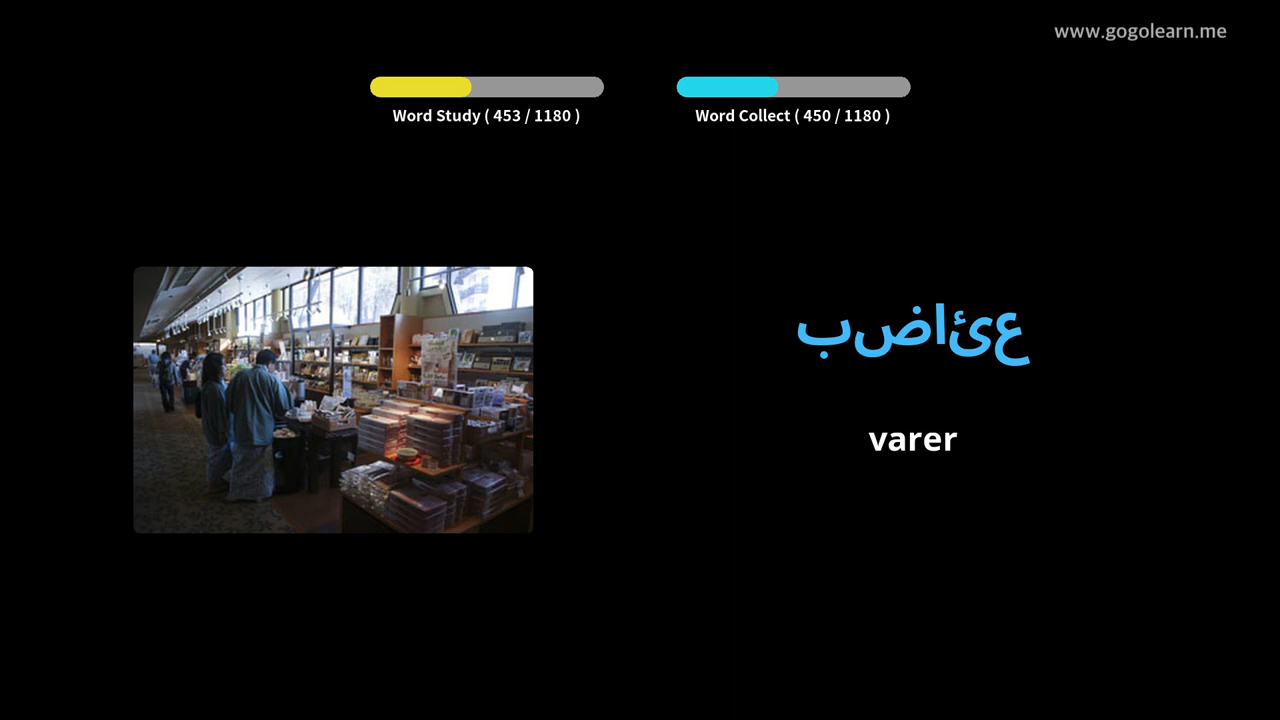 www.gogolearn.me
Word Study ( 453 / 1180 )
Word Collect ( 450 / 1180 )
بضائع
varer